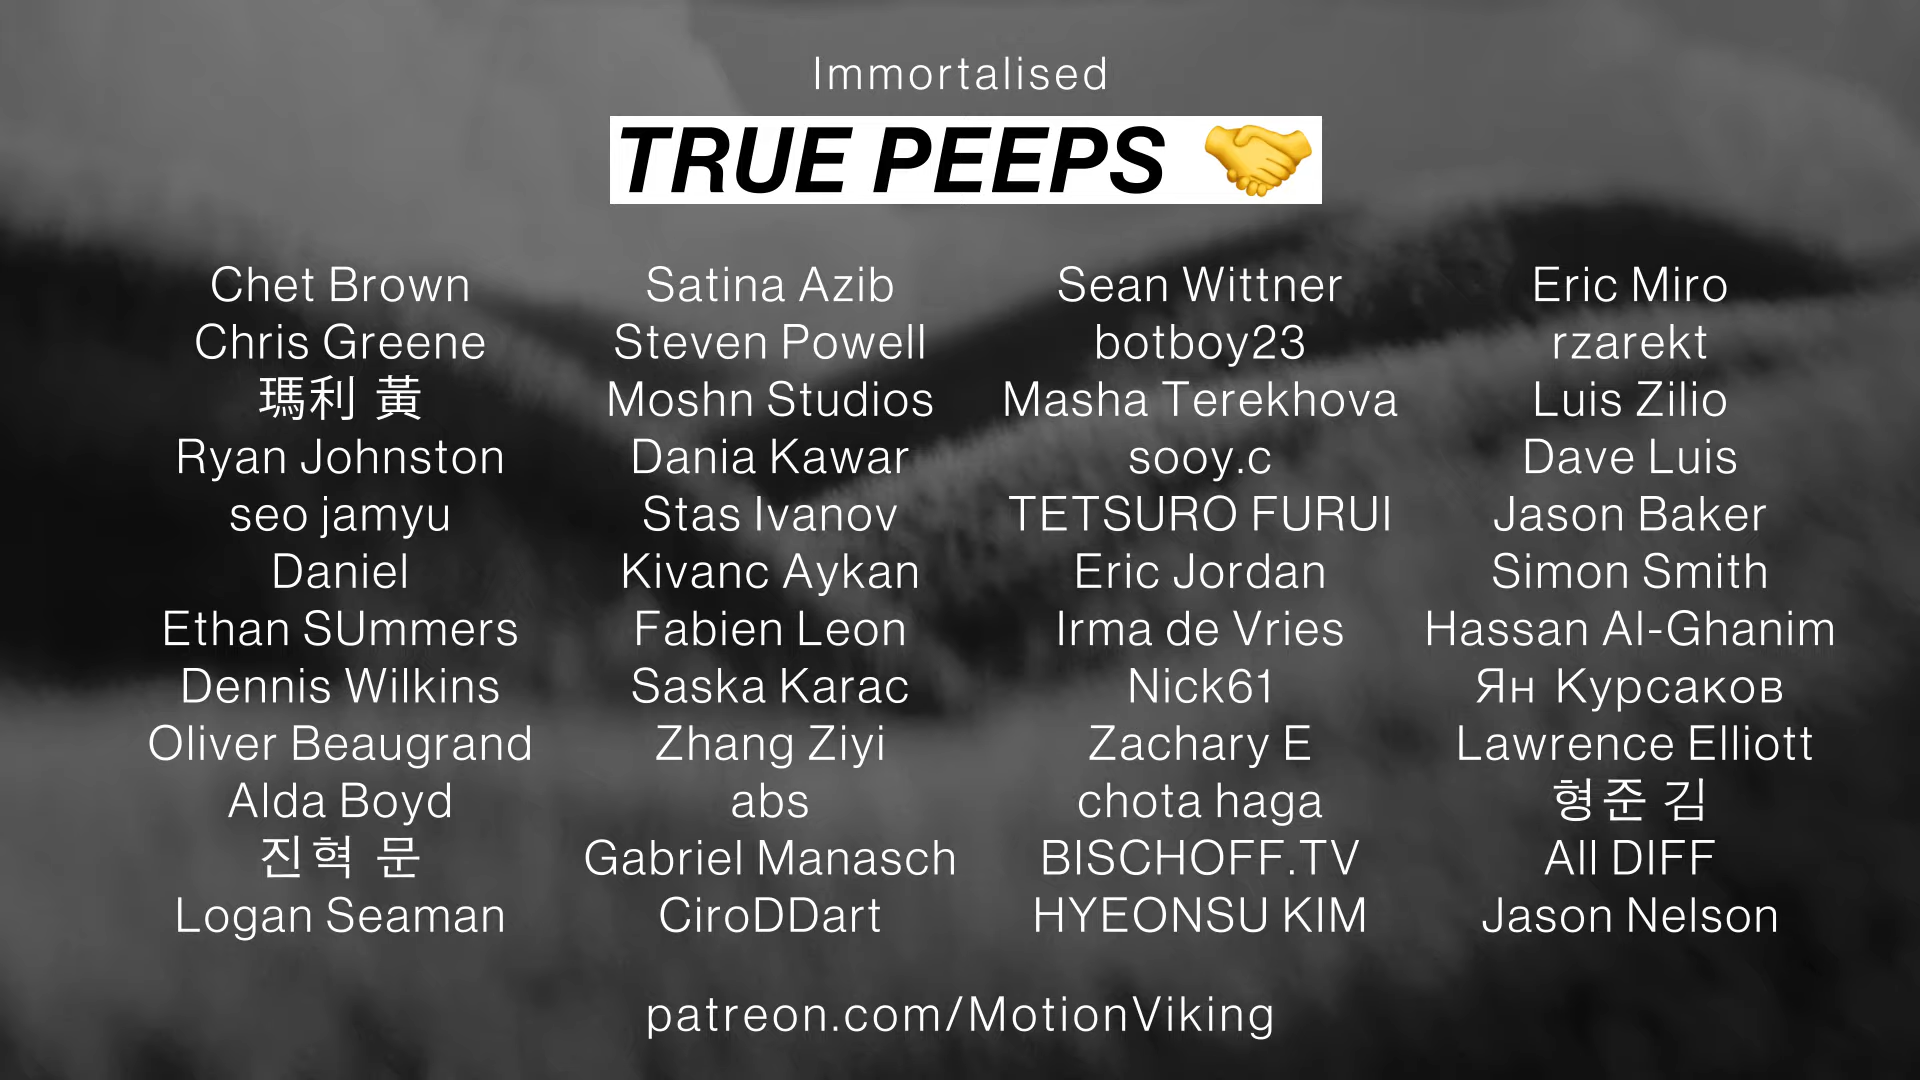 Immortalised
TRUE PEEPS 🤝
Chet Brown
Chris Greene
瑪利 黃
Ryan Johnston
seo jamyu
Daniel
Ethan SUmmers
Dennis Wilkins
Oliver Beaugrand
Alda Boyd
진혁 문
Logan Seaman
Satina Azib
Steven Powell
Moshn Studios
Dania Kawar
Stas Ivanov
Kivanc Aykan
Fabien Leon
Saska Karac
Zhang Ziyi
abs
Gabriel Manasch
CiroDDart
Sean Wittner
botboy23
Masha Terekhova
sooy.c
TETSURO FURUI
Eric Jordan
Irma de Vries
Nick61
Zachary E
chota haga
BISCHOFF.TV
HYEONSU KIM
Eric Miro
rzarekt
Luis Zilio
Dave Luis
Jason Baker
Simon Smith
Hassan Al-Ghanim
Ян Курсаков
Lawrence Elliott
형준 김
All DIFF
Jason Nelson
patreon.com/MotionViking